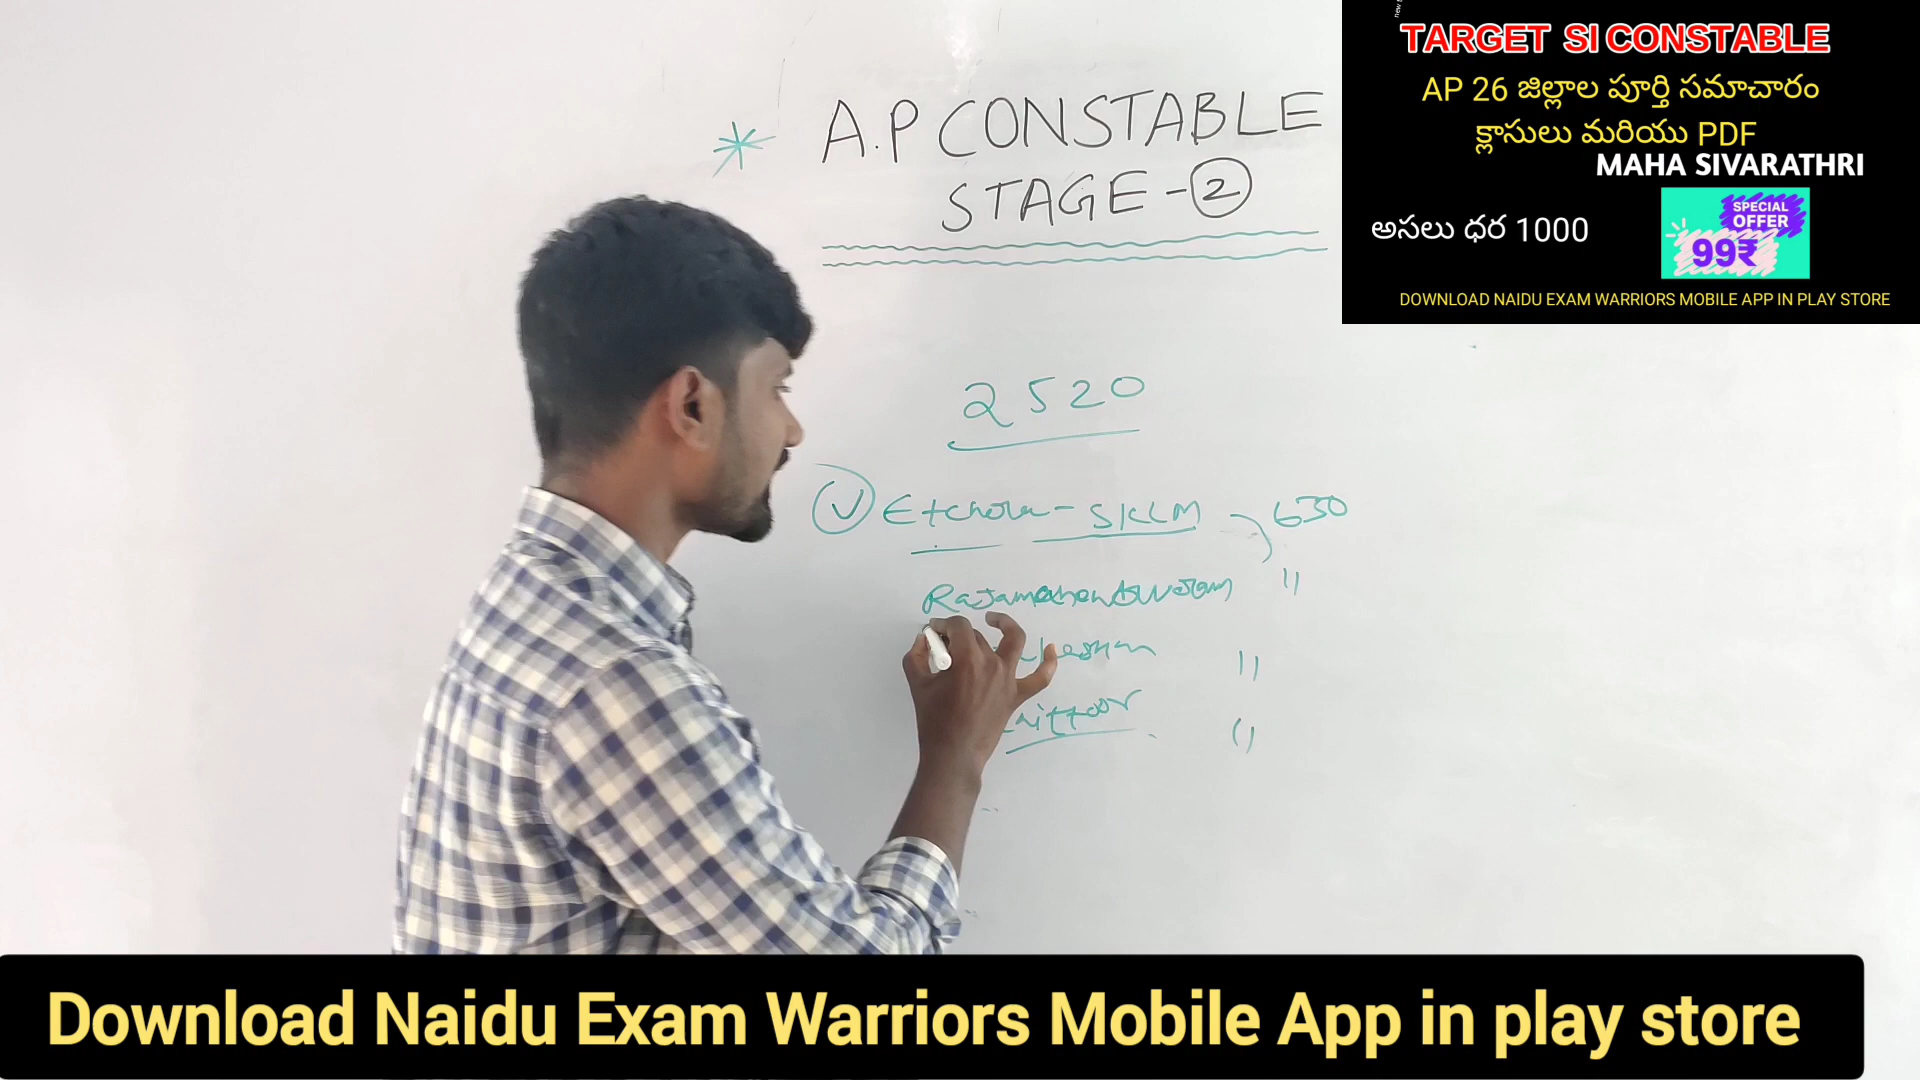 TARGET SI CONSTABLE
AP 26 జిల్లాల పూర్తి సమాచారం
క్లాసులు మరియు PDF
MAHA SIVARATHRI
అసలు ధర 1000
SPECIAL
OFFER
99₹
DOWNLOAD NAIDU EXAM WARRIORS MOBILE APP IN PLAY STORE
* A.P CONSTABLE
STAGE-2
2520
Etcherla - SKLM 630
"
"
"
Download Naidu Exam Warriors Mobile App in play store